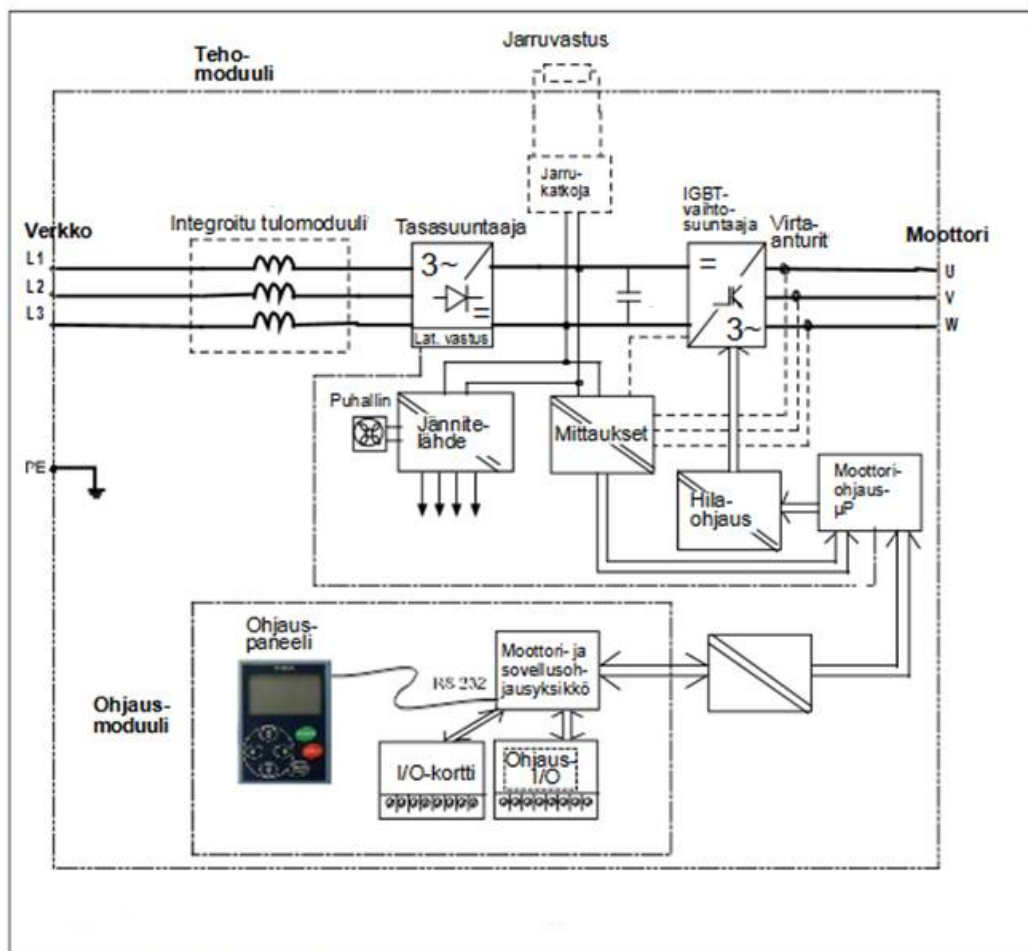 Jarruvastus
Teho-
moduuli
Jarru-
katkoja
IGBT-
vaihto-
suuntaaja
Virta-
anturit
Verkko
Integroitu tulomoduuli
Tasasuuntaaja
Moottori
L1
L2
L3
3~
=
=
3~
U
V
W
Lat. vastus
Puhallin
Jännite-
lähde
Mittaukset
PE
Hila-
ohjaus
Moottori-
ohjaus-
µP
Ohjaus-
paneeli
RS 232
Moottori- ja
sovellusoh-
jausyksikkö
Ohjaus-
moduuli
I/O-kortti
Ohjaus-
I/O